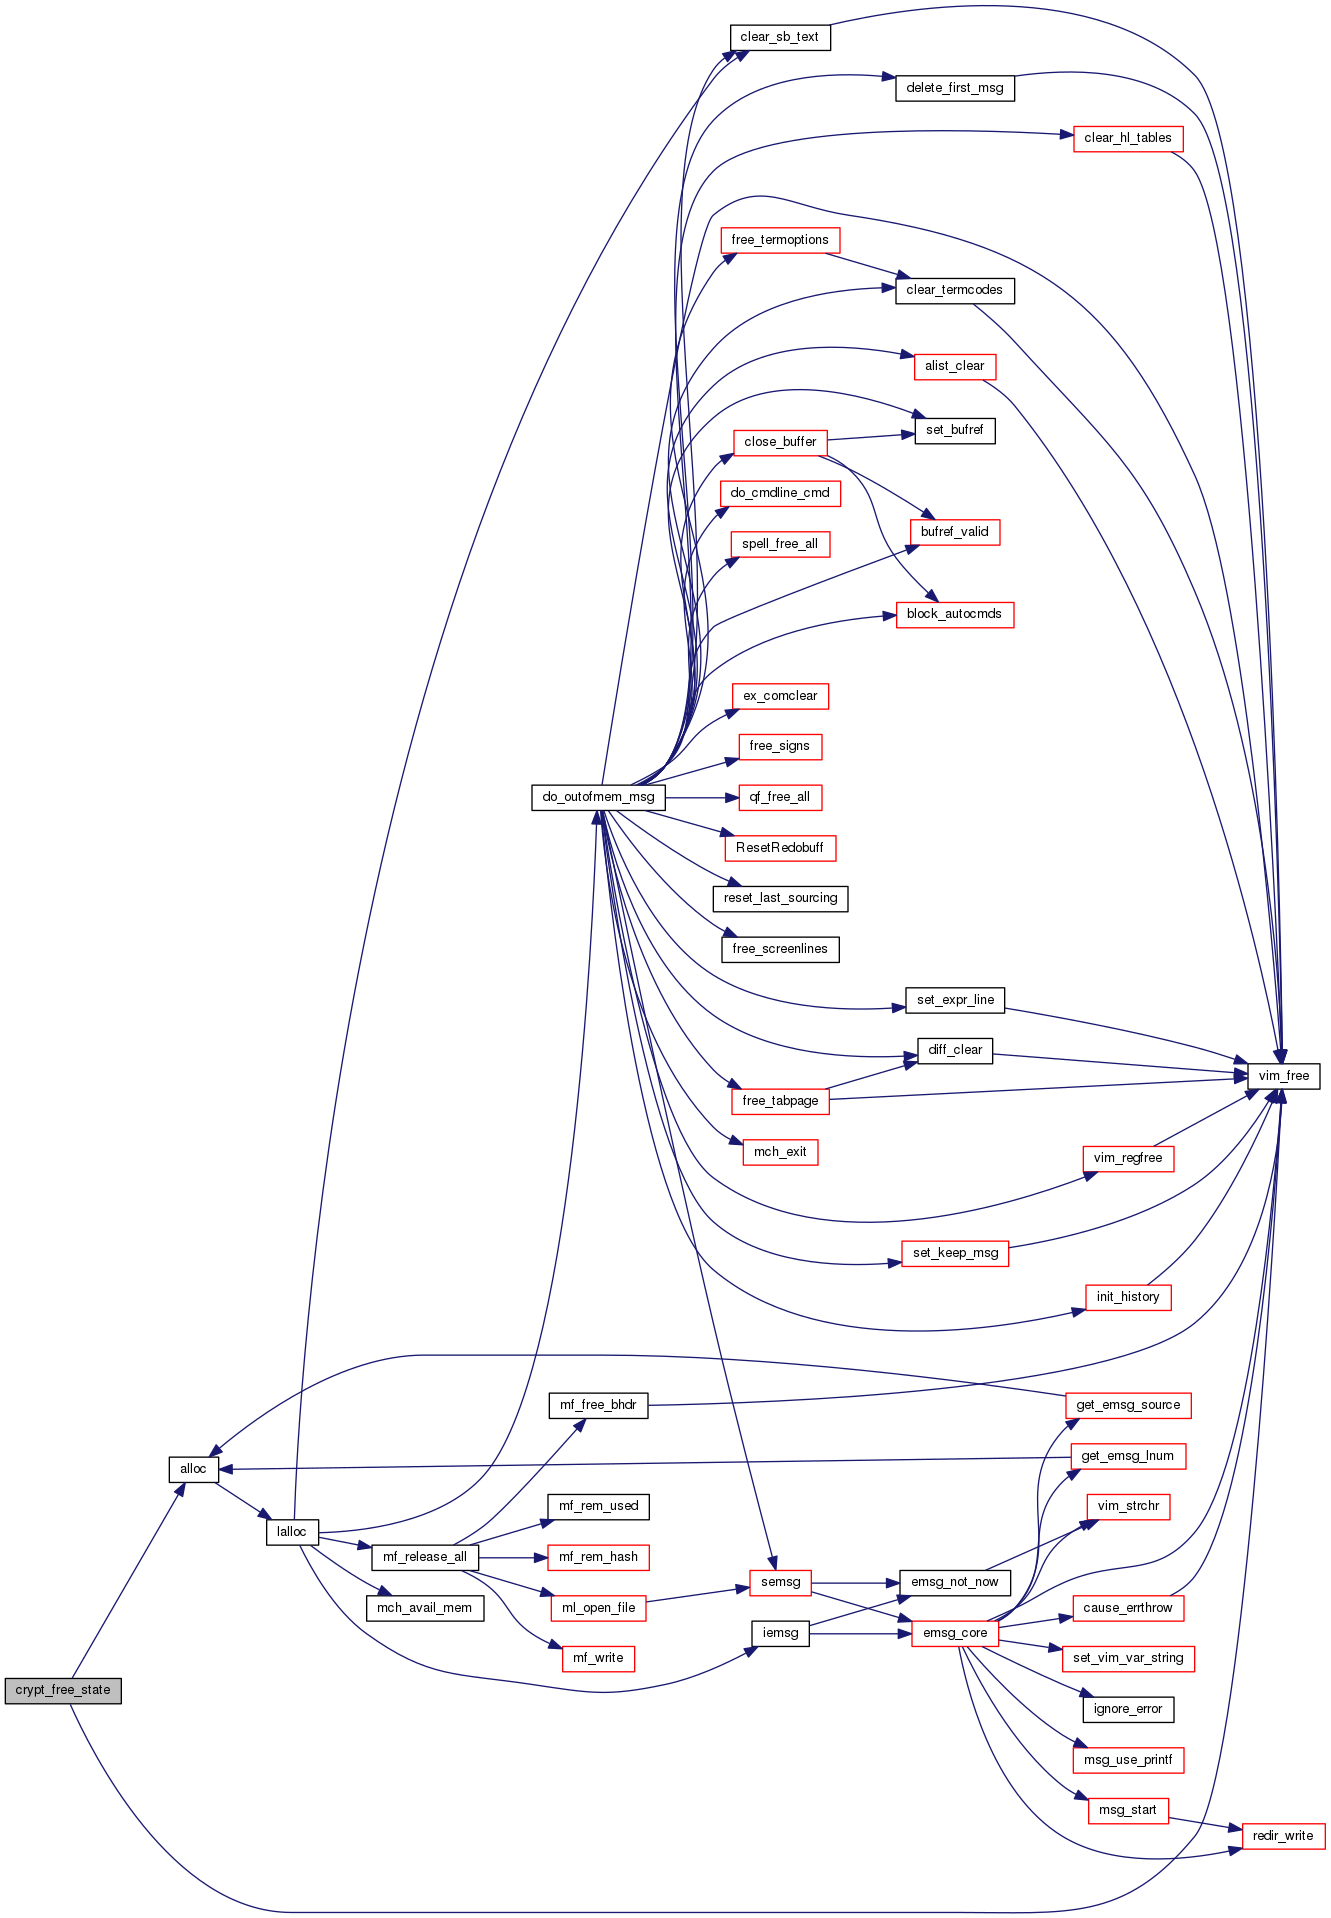 clear_sb_text
delete_first_msg
clear_hl_tables
free_termoptions
clear_termcodes
alist_clear
set_bufref
close_buffer
do_cmdline_cmd
bufref_valid
spell_free_all
block_autocmds
ex_comclear
free_signs
do_outofmem_msg
qf_free_all
ResetRedobuff
reset_last_sourcing
free_screenlines
set_expr_line
diff_clear
vim_free
free_tabpage
mch_exit
vim_regfree
set_keep_msg
init_history
mf_free_bhdr
get_emsg_source
get_emsg_lnum
alloc
mf_rem_used
vim_strchr
lalloc
mf_release_all
mf_rem_hash
semsg
emsg_not_now
mch_avail_mem
ml_open_file
cause_errthrow
iemsg
emsg_core
mf_write
set_vim_var_string
crypt_free_state
ignore_error
msg_use_printf
msg_start
redir_write